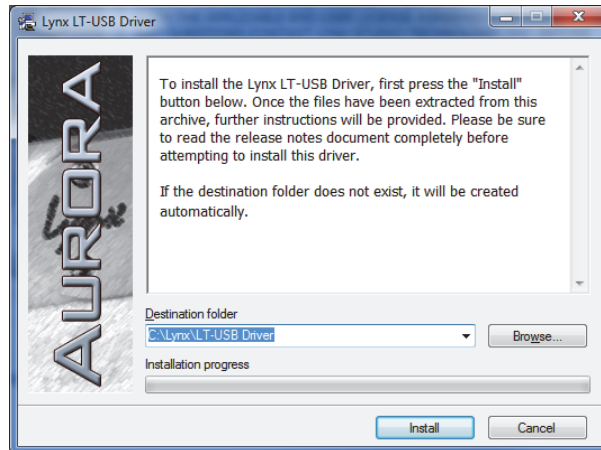 Lynx LT-USB Driver
AURORA
Lynx
To install the Lynx LT-USB Driver, first press the "Install"
button below. Once the files have been extracted from this
archive, further instructions will be provided. Please be sure
to read the release notes document completely before
attempting to install this driver.
If the destination folder does not exist, it will be created
automatically.
Destination folder
C:\Lynx\LT-USB Driver
Browse...
Installation progress
Install
Cancel